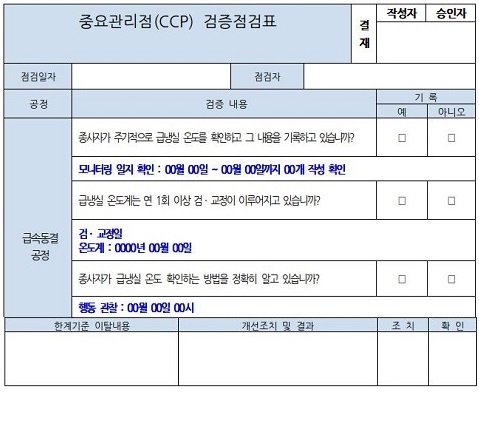 중요관리점(CCP) 검증점검표
결재
작성자
승인자
점검일자
점검자
공정
검증 내용
기 록
예
아니오
급속동결
공정
종사자가 주기적으로 급냉실 온도를 확인하고 그 내용을 기록하고 있습니까?
□
□
모니터링 일지 확인 : 00월 00일 ~ 00월 00일까지 00개 작성 확인
급냉실 온도계는 연 1회 이상 검·교정이 이루어지고 있습니까?
□
□
검·교정일
온도계 : 0000년 00월 00일
종사자가 급냉실 온도 확인하는 방법을 정확히 알고 있습니까?
□
□
행동 관찰 : 00월 00일 00시
한계기준 이탈내용
개선조치 및 결과
조 치
확 인